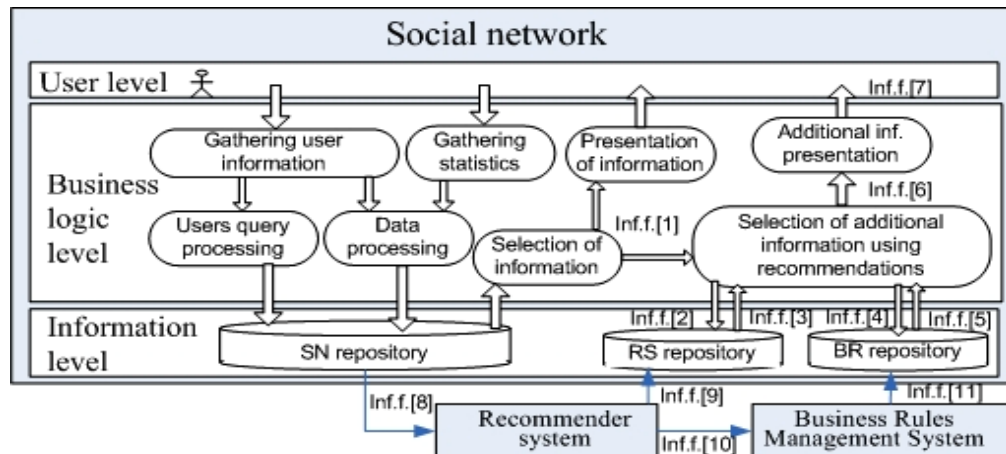 Social network
User level
Inf.f.[7]
Gathering user
information
Gathering
statistics
Presentation
of information
Additional inf.
presentation
Business
logic
level
Inf.f.[6]
Users query
processing
Data
processing
Selection of
information
Inf.f.[1]
Selection of additional
information using
recommendations
Information
level
Inf.f.[2]
Inf.f.[3]
Inf.f.[4]
Inf.f.[5]
SN repository
RS repository
BR repository
Inf.f.[8]
Inf.f.[9]
Inf.f.[11]
Recommender
system
Inf.f.[10]
Business Rules
Management System